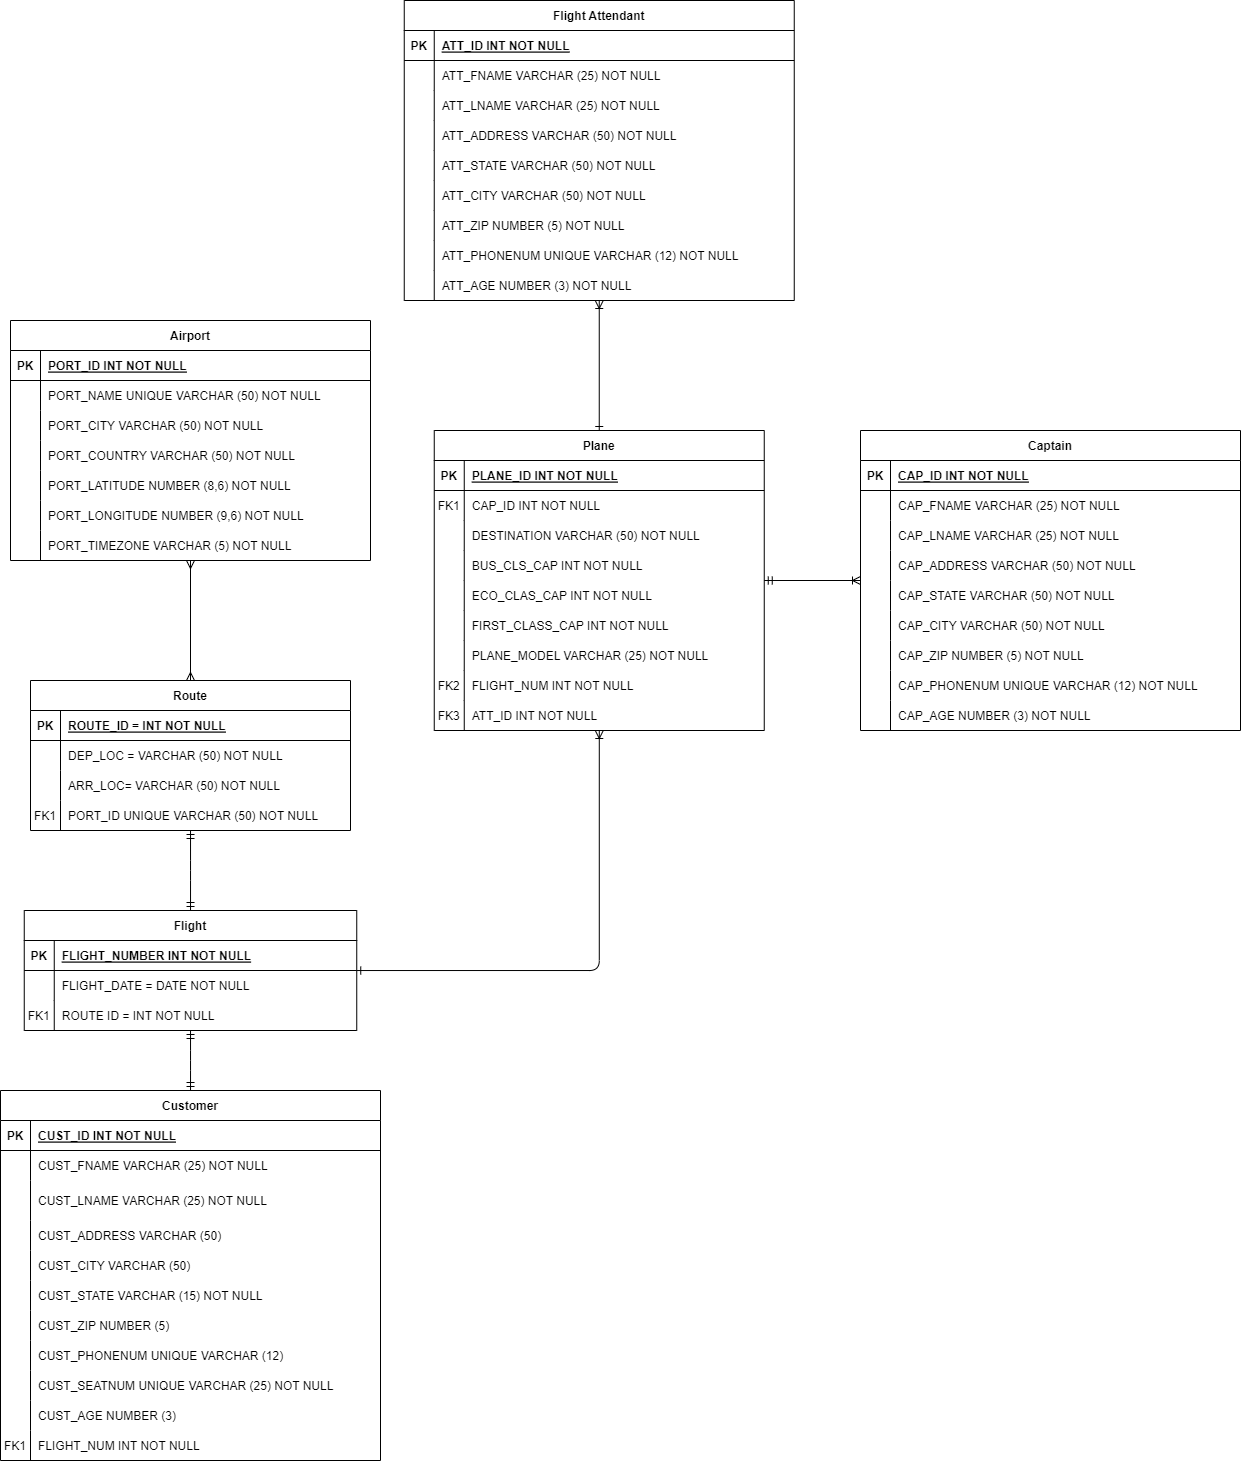 Flight Attendant
PK ATT_ID INT NOT NULL
ATT_FNAME VARCHAR (25) NOT NULL
ATT_LNAME VARCHAR (25) NOT NULL
ATT_ADDRESS VARCHAR (50) NOT NULL
ATT_STATE VARCHAR (50) NOT NULL
ATT_CITY VARCHAR (50) NOT NULL
ATT_ZIP NUMBER (5) NOT NULL
ATT_PHONENUM UNIQUE VARCHAR (12) NOT NULL
ATT_AGE NUMBER (3) NOT NULL
Airport
PK PORT_ID INT NOT NULL
PORT_NAME UNIQUE VARCHAR (50) NOT NULL
PORT_CITY VARCHAR (50) NOT NULL
PORT_COUNTRY VARCHAR (50) NOT NULL
PORT_LATITUDE NUMBER (8,6) NOT NULL
PORT_LONGITUDE NUMBER (9,6) NOT NULL
PORT_TIMEZONE VARCHAR (5) NOT NULL
Plane
PK PLANE_ID INT NOT NULL
FK1 CAP_ID INT NOT NULL
DESTINATION VARCHAR (50) NOT NULL
BUS_CLS_CAP INT NOT NULL
ECO_CLAS_CAP INT NOT NULL
FIRST_CLASS_CAP INT NOT NULL
PLANE_MODEL VARCHAR (25) NOT NULL
FK2 FLIGHT_NUM INT NOT NULL
FK3 ATT_ID INT NOT NULL
Captain
PK CAP_ID INT NOT NULL
CAP_FNAME VARCHAR (25) NOT NULL
CAP_LNAME VARCHAR (25) NOT NULL
CAP_ADDRESS VARCHAR (50) NOT NULL
CAP_STATE VARCHAR (50) NOT NULL
CAP_CITY VARCHAR (50) NOT NULL
CAP_ZIP NUMBER (5) NOT NULL
CAP_PHONENUM UNIQUE VARCHAR (12) NOT NULL
CAP_AGE NUMBER (3) NOT NULL
Route
PK ROUTE_ID = INT NOT NULL
DEP_LOC = VARCHAR (50) NOT NULL
ARR_LOC= VARCHAR (50) NOT NULL
FK1 PORT_ID UNIQUE VARCHAR (50) NOT NULL
Flight
PK FLIGHT_NUMBER INT NOT NULL
FLIGHT_DATE = DATE NOT NULL
FK1 ROUTE ID = INT NOT NULL
Customer
PK CUST_ID INT NOT NULL
CUST_FNAME VARCHAR (25) NOT NULL
CUST_LNAME VARCHAR (25) NOT NULL
CUST_ADDRESS VARCHAR (50)
CUST_CITY VARCHAR (50)
CUST_STATE VARCHAR (15) NOT NULL
CUST_ZIP NUMBER (5)
CUST_PHONENUM UNIQUE VARCHAR (12)
CUST_SEATNUM UNIQUE VARCHAR (25) NOT NULL
CUST_AGE NUMBER (3)
FK1 FLIGHT_NUM INT NOT NULL